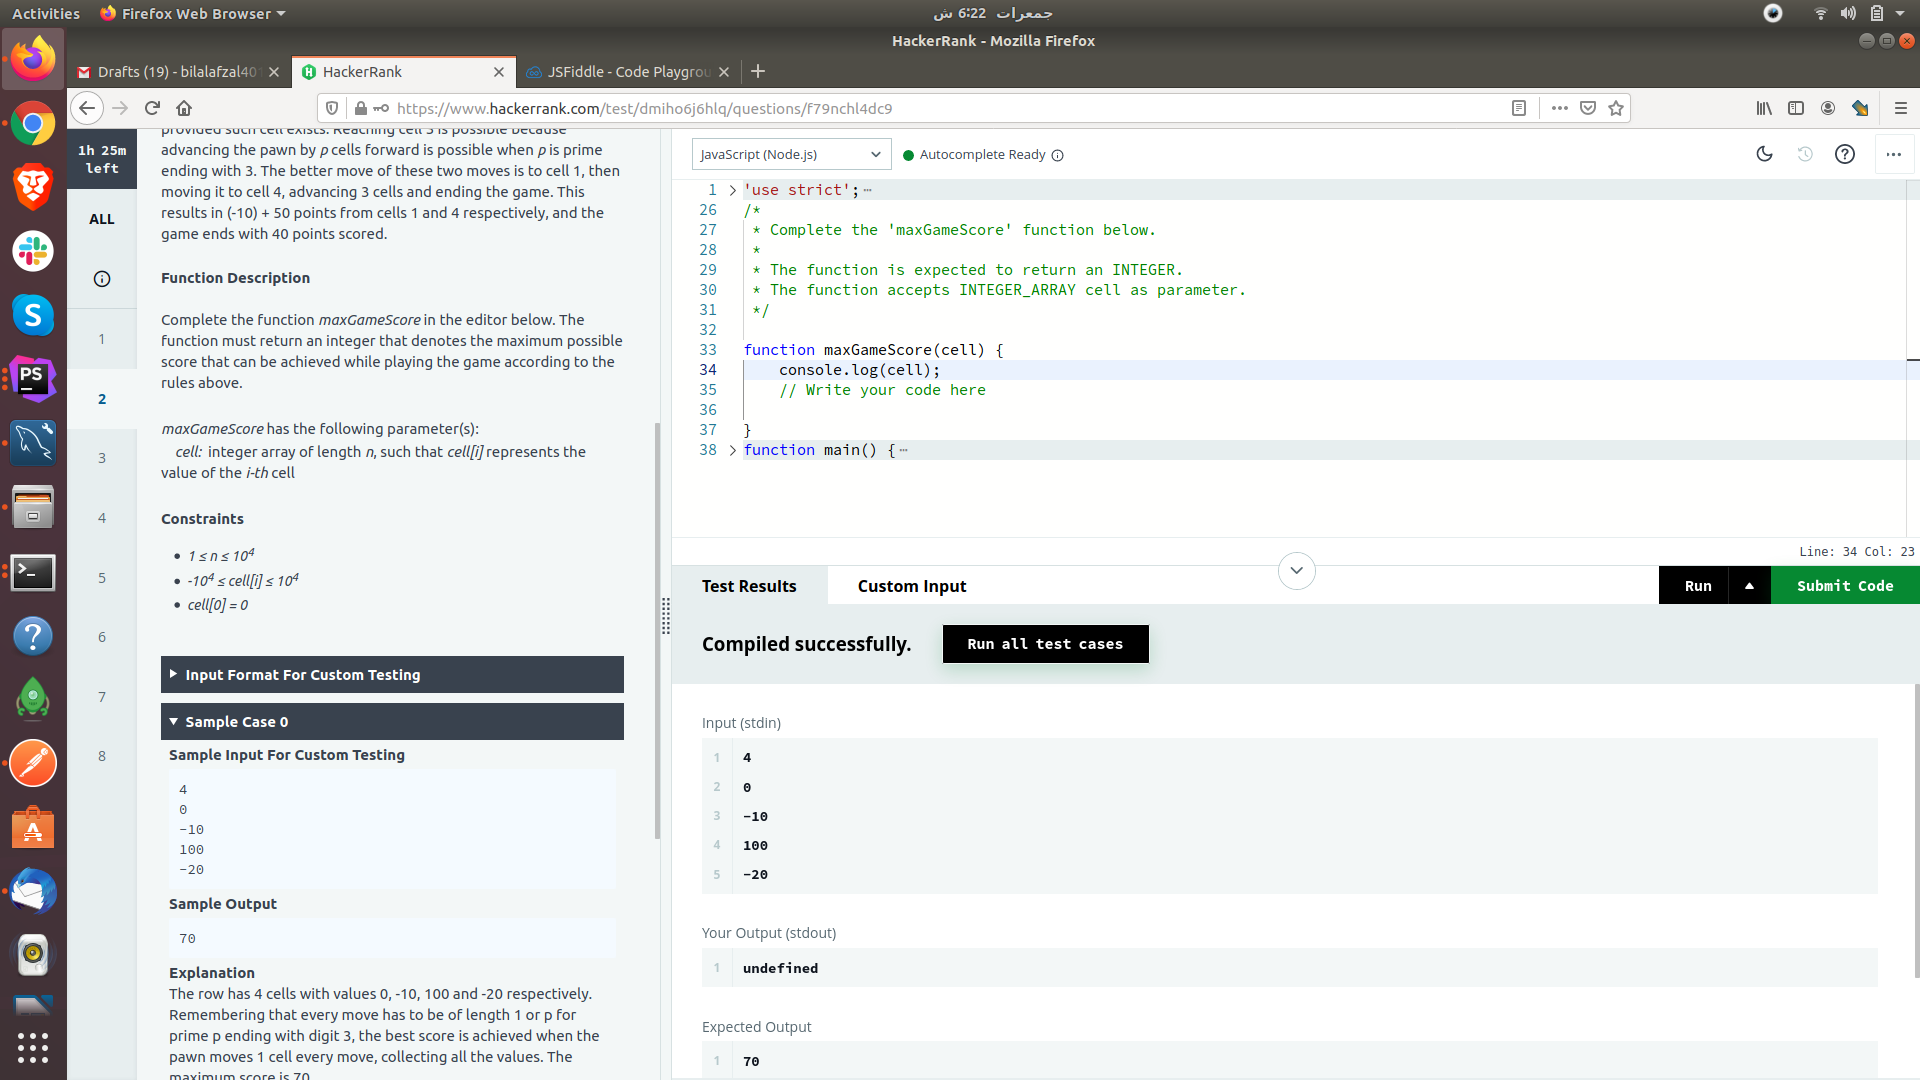 Activities
Firefox Web Browser
جمعرات 6:22 ش
HackerRank - Mozilla Firefox
Drafts (19) - bilalafzal401
HackerRank
JSFiddle - Code Playgrou
https://www.hackerrank.com/test/dmiho6j6hlq/questions/f79nchl4dc9
1h 25m
left
ALL
1
2
3
4
5
6
7
8
provided such cell exists. Reaching cell 3 is possible because
advancing the pawn by p cells forward is possible when p is prime
ending with 3. The better move of these two moves is to cell 1, then
moving it to cell 4, advancing 3 cells and ending the game. This
results in (-10) + 50 points from cells 1 and 4 respectively, and the
game ends with 40 points scored.
Function Description
Complete the function maxGameScore in the editor below. The
function must return an integer that denotes the maximum possible
score that can be achieved while playing the game according to the
rules above.
maxGameScore has the following parameter(s):
cell: integer array of length n, such that cell[i] represents the
value of the i-th cell
Constraints
• 1 ≤ n ≤ 10⁴
• -10⁴ ≤ cell[i] ≤ 10⁴
• cell[0] = 0
Input Format For Custom Testing
Sample Case 0
Sample Input For Custom Testing
4
0
-10
100
-20
Sample Output
70
Explanation
The row has 4 cells with values 0, -10, 100 and -20 respectively.
Remembering that every move has to be of length 1 or p for
prime p ending with digit 3, the best score is achieved when the
pawn moves 1 cell every move, collecting all the values. The
maximum score is 70.
JavaScript (Node.js)
Autocomplete Ready
1 'use strict';
26 /*
27 * Complete the 'maxGameScore' function below.
28 *
29 * The function is expected to return an INTEGER.
30 * The function accepts INTEGER_ARRAY cell as parameter.
31 */
32
33 function maxGameScore(cell) {
34 console.log(cell);
35 // Write your code here
36
37 }
38 function main() {
Line: 34 Col: 23
Test Results
Custom Input
Run
Submit Code
Compiled successfully.
Run all test cases
Input (stdin)
1 4
2 0
3 -10
4 100
5 -20
Your Output (stdout)
1 undefined
Expected Output
1 70
PS